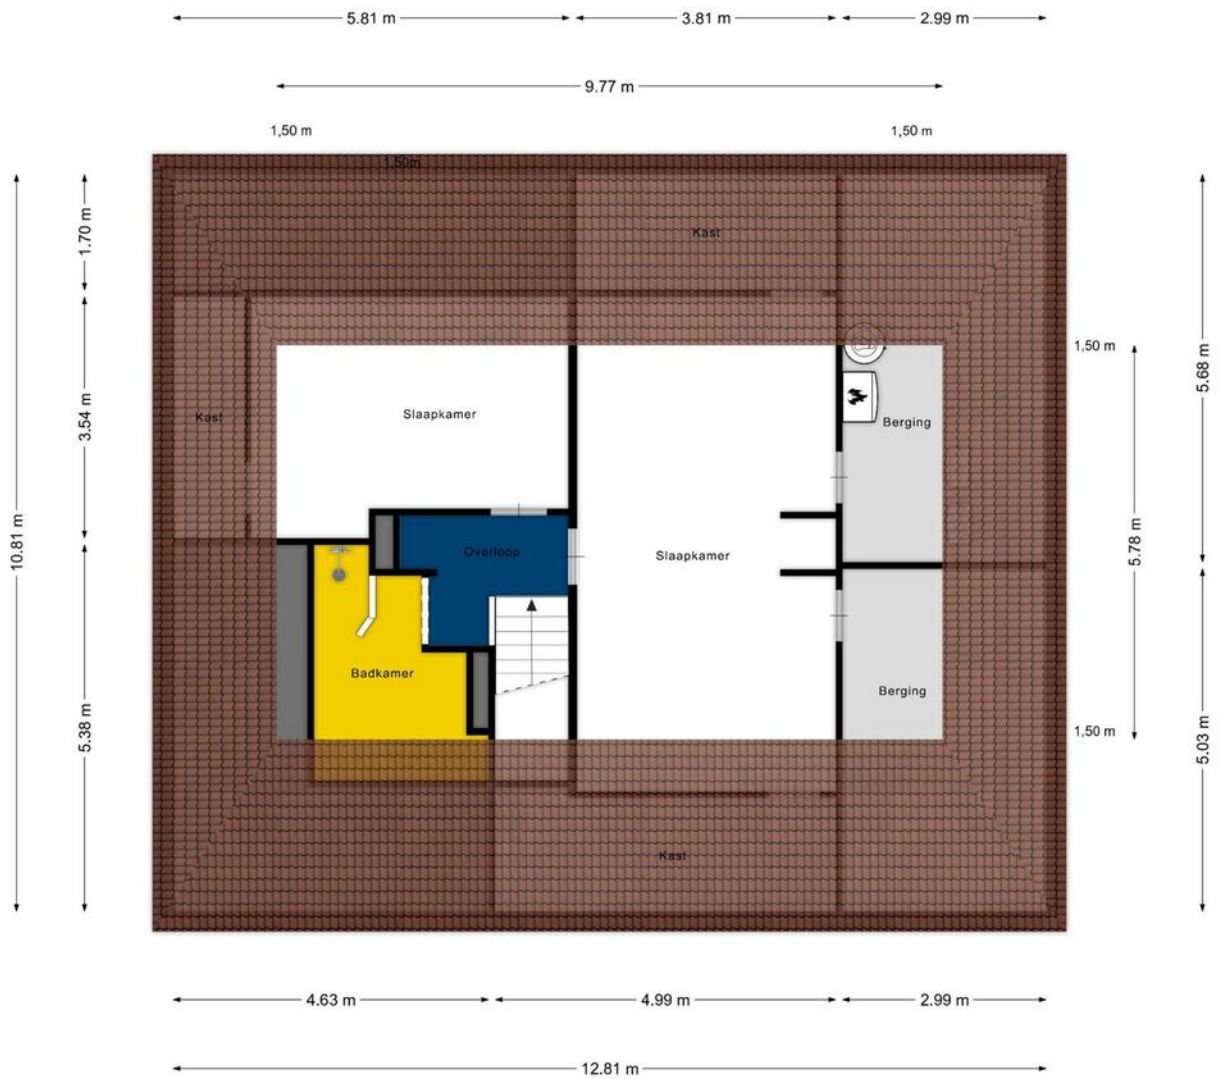 5.81 m
3.81 m
2.99 m
9.77 m
1,50 m
1,50 m
1,50m
1.70 m
Kast
5.68 m
1,50 m
3.54 m
Kast
Slaapkamer
Berging
10.81 m
Overloop
Slaapkamer
5.78 m
Badkamer
Berging
5.38 m
1,50 m
5.03 m
Kast
4.63 m
4.99 m
2.99 m
12.81 m